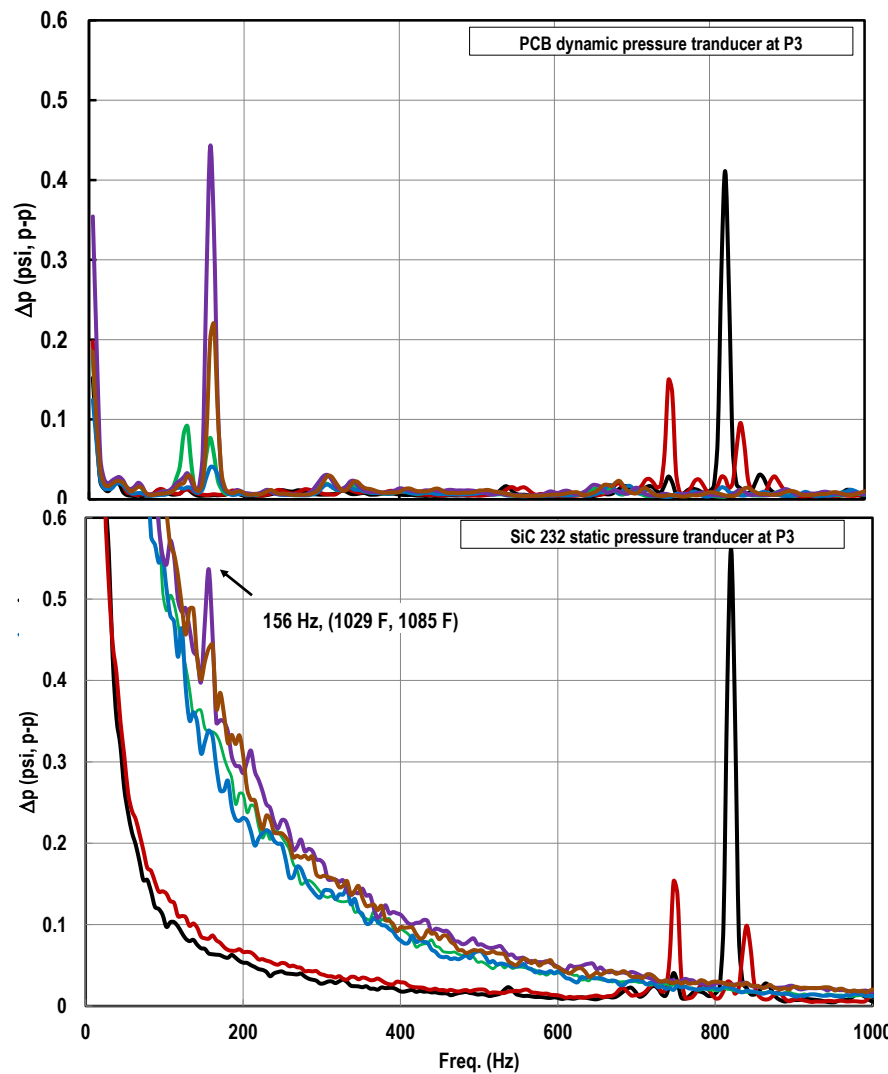 PCB dynamic pressure tranducer at P3
Δp (psi, p-p)
0.6
0.5
0.4
0.3
0.2
0.1
0
SiC 232 static pressure tranducer at P3
156 Hz, (1029 F, 1085 F)
Δp (psi, p-p)
0.6
0.5
0.4
0.3
0.2
0.1
0
0 200 400 600 800 1000
Freq. (Hz)